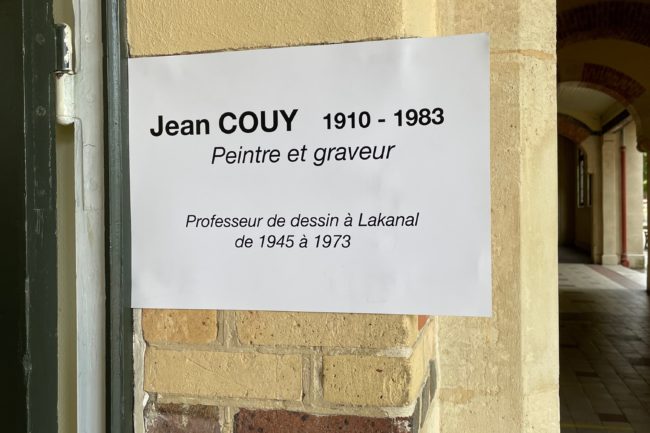 Jean COUY 1910 - 1983
Peintre et graveur
Professeur de dessin à Lakanal
de 1945 à 1973